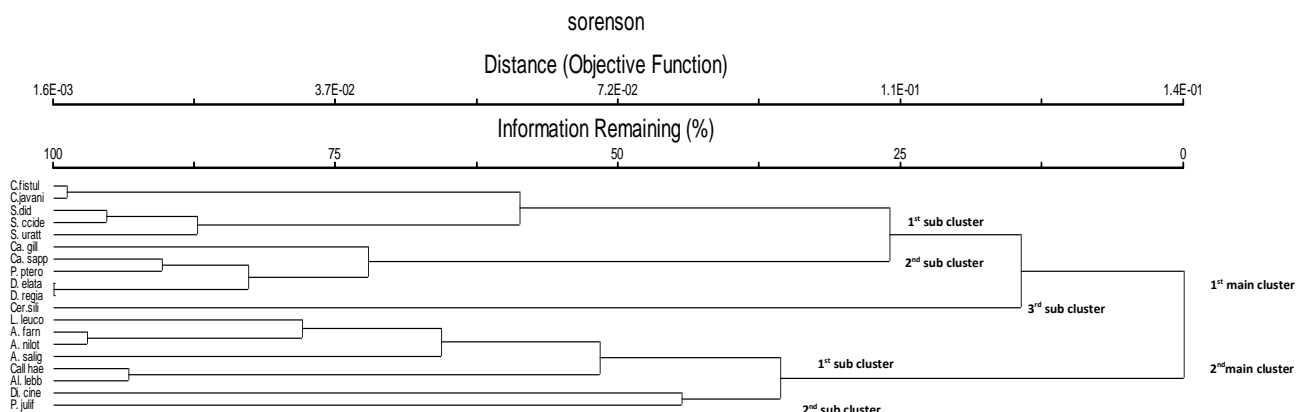 sorenson
Distance (Objective Function)
1.6E-03 3.7E-02 7.2E-02 1.1E-01 1.4E-01
Information Remaining (%)
100 75 50 25 0
C.fistul
C.javani
S.did
S. ccide
S. uratt
Ca. gill
Ca. sapp
P. ptero
D. elata
D. regia
Cer.sili
L. leuco
A. farn
A. nilot
A. salig
Call hae
Al. lebb
Di. cine
P. julif
1st sub cluster
2nd sub cluster
1st main cluster
3rd sub cluster
1st sub cluster
2nd main cluster
2nd sub cluster